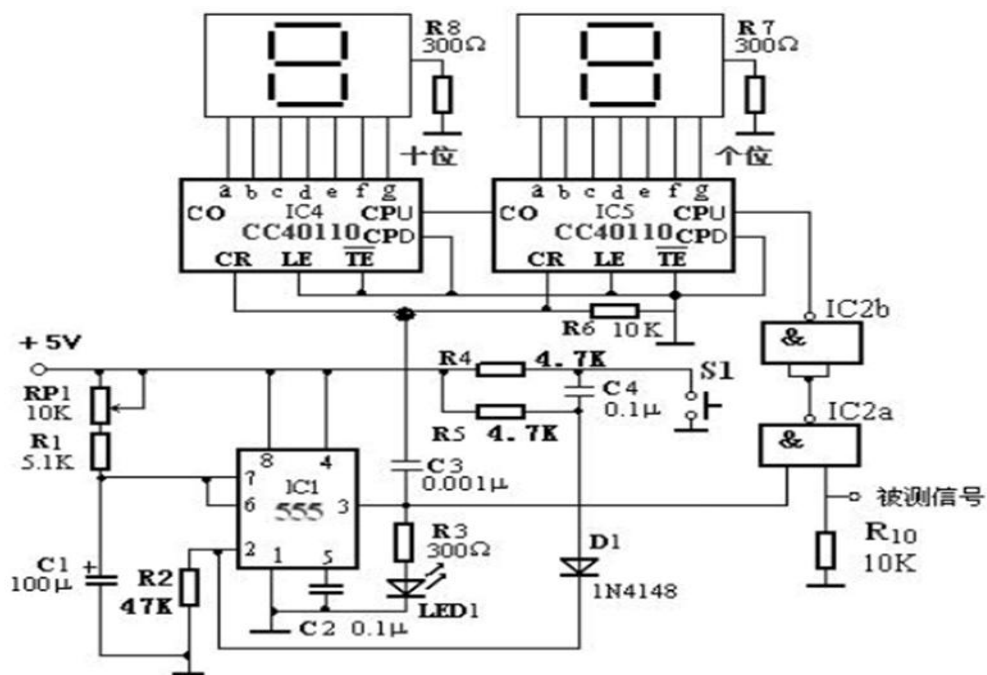 R8
300Ω
R7
300Ω
十位
个位
a b c d e f g
CO IC4 CPU
CC40110 CPD
CR LE TE
a b c d e f g
CO IC5 CPU
CC40110 CPD
CR LE TE
R6 10K
IC2b
&
+5V
R4 4.7K
S1
C4
0.1μ
RP1
10K
R5 4.7K
IC2a
&
R1
5.1K
8 4
7
IC1
6 555 3
2 1 5
C3
0.001μ
被测信号
R3
300Ω
R10
10K
D1
1N4148
C1 +
100μ
R2
47K
LED1
C2 0.1μ